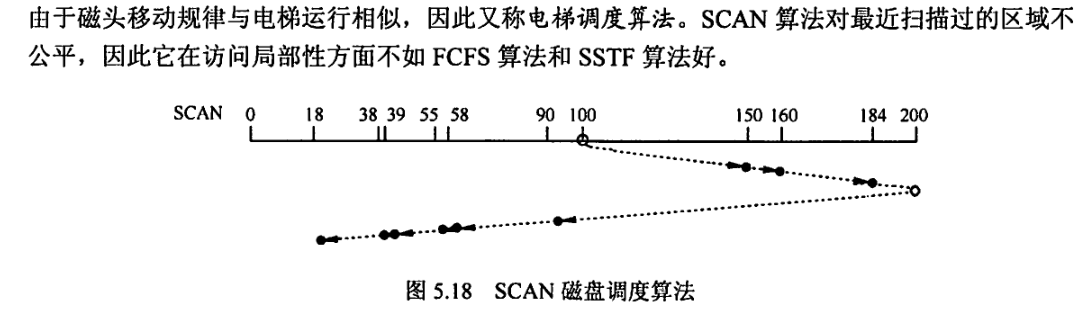 由于磁头移动规律与电梯运行相似，因此又称电梯调度算法。SCAN 算法对最近扫描过的区域不
公平，因此它在访问局部性方面不如 FCFS 算法和 SSTF 算法好。
SCAN 0 18 38 39 55 58 90 100 150 160 184 200
图 5.18 SCAN 磁盘调度算法